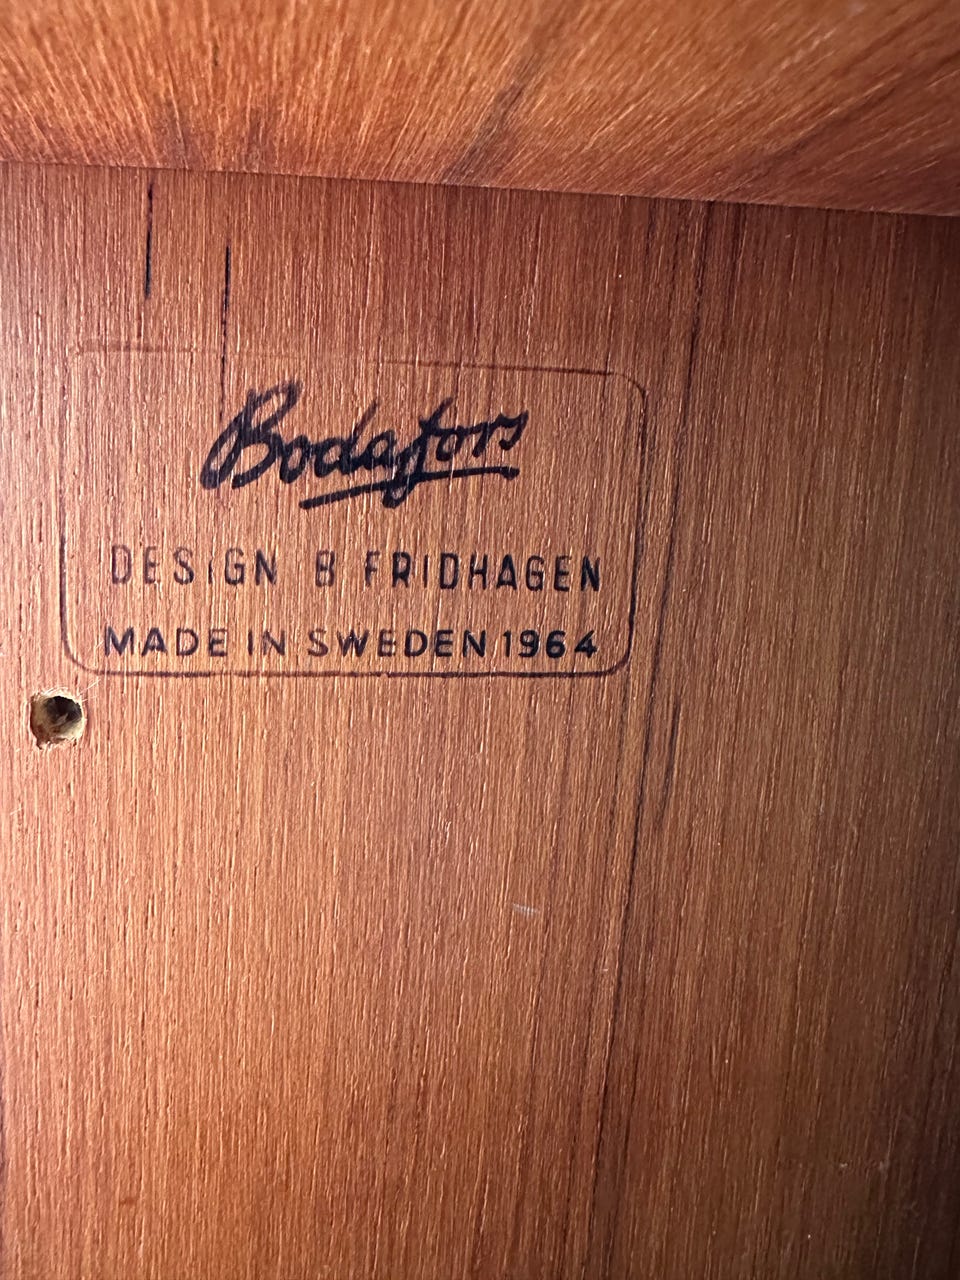 Bodafors
DESIGN B FRIDHAGEN
MADE IN SWEDEN 1964